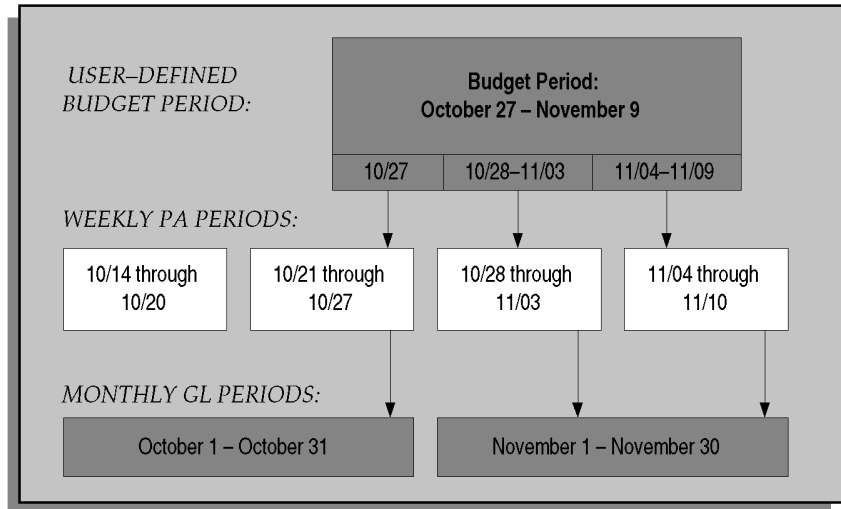 USER–DEFINED
BUDGET PERIOD:
Budget Period:
October 27 – November 9
10/27
10/28–11/03
11/04–11/09
WEEKLY PA PERIODS:
10/14 through
10/20
10/21 through
10/27
10/28 through
11/03
11/04 through
11/10
MONTHLY GL PERIODS:
October 1 – October 31
November 1 – November 30